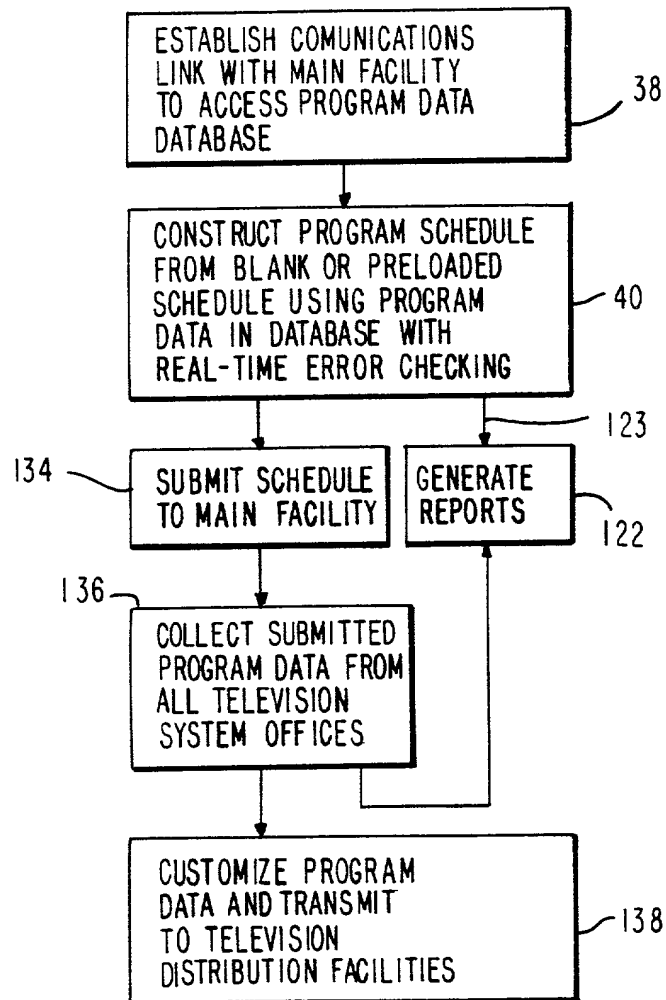 ESTABLISH COMUNICATIONS
LINK WITH MAIN FACILITY
TO ACCESS PROGRAM DATA
DATABASE
38
CONSTRUCT PROGRAM SCHEDULE
FROM BLANK OR PRELOADED
SCHEDULE USING PROGRAM
DATA IN DATABASE WITH
REAL-TIME ERROR CHECKING
40
123
134
SUBMIT SCHEDULE
TO MAIN FACILITY
GENERATE
REPORTS
122
136
COLLECT SUBMITTED
PROGRAM DATA FROM
ALL TELEVISION
SYSTEM OFFICES
CUSTOMIZE PROGRAM
DATA AND TRANSMIT
TO TELEVISION
DISTRIBUTION FACILITIES
138